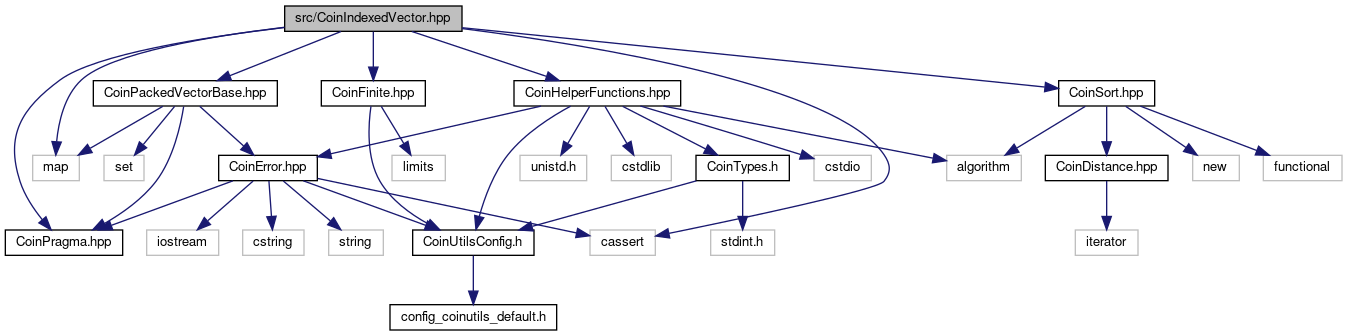 src/CoinIndexedVector.hpp
CoinPackedVectorBase.hpp
CoinFinite.hpp
CoinHelperFunctions.hpp
CoinSort.hpp
map
set
CoinError.hpp
limits
unistd.h
cstdlib
CoinTypes.h
cstdio
algorithm
CoinDistance.hpp
new
functional
CoinPragma.hpp
iostream
cstring
string
CoinUtilsConfig.h
cassert
stdint.h
iterator
config_coinutils_default.h